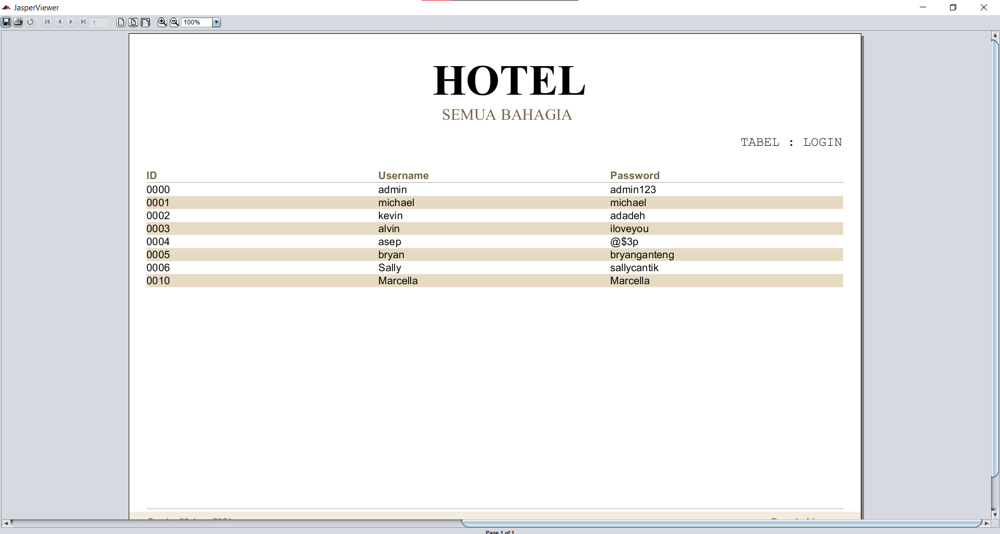 JasperViewer
1
100%
HOTEL
SEMUA BAHAGIA
TABEL : LOGIN
ID Username Password
0000 admin admin123
0001 michael michael
0002 kevin adadeh
0003 alvin iloveyou
0004 asep @$3p
0005 bryan bryanganteng
0006 Sally sallycantik
0010 Marcella Marcella
Page 1 of 1